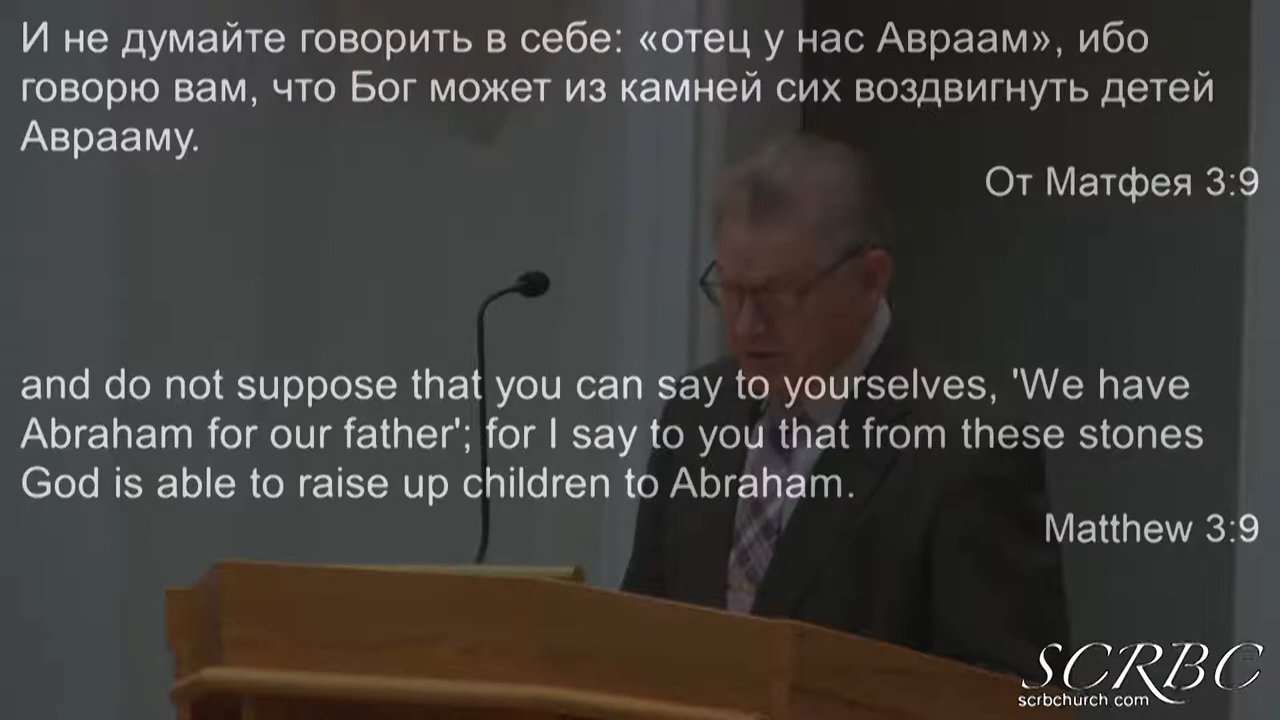 И не думайте говорить в себе: «отец у нас Авраам», ибо
говорю вам, что Бог может из камней сих воздвигнуть детей
Аврааму.
От Матфея 3:9
and do not suppose that you can say to yourselves, 'We have
Abraham for our father'; for I say to you that from these stones
God is able to raise up children to Abraham.
Matthew 3:9
SCRBC
scrbchurch com